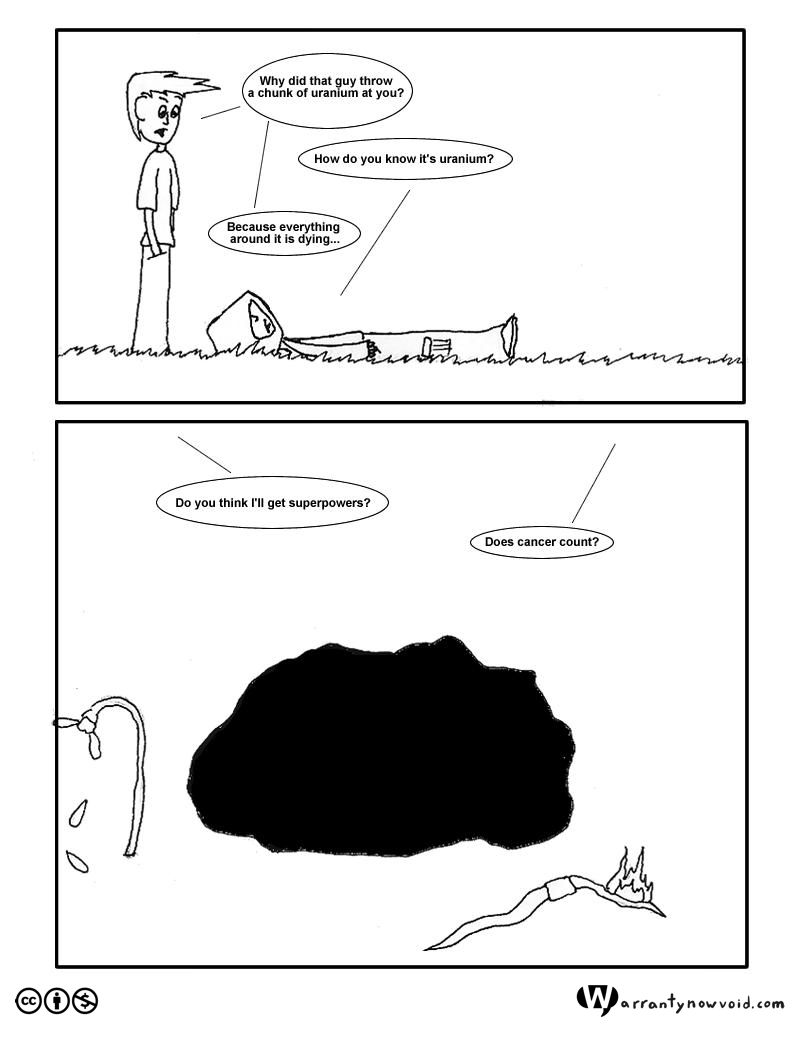 Why did that guy throw
a chunk of uranium at you?
How do you know it's uranium?
Because everything
around it is dying...
Do you think I'll get superpowers?
Does cancer count?
cc
Warrantynowvoid.com